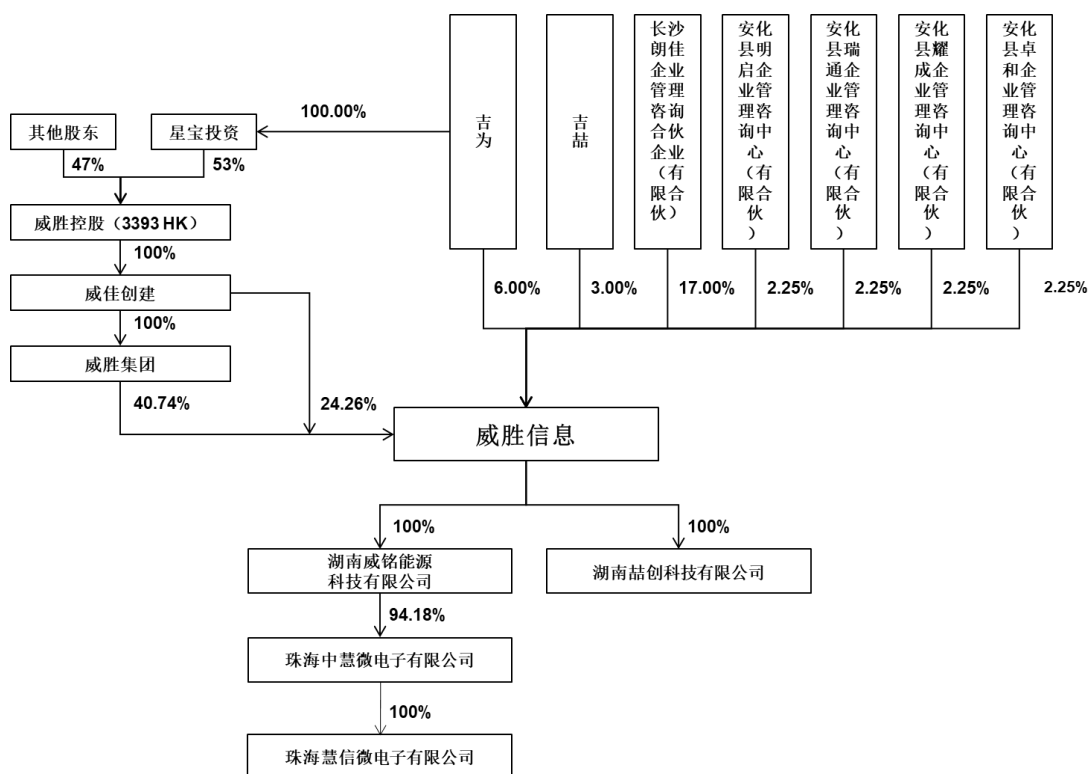 长沙朗佳企业管理咨询合伙企业（有限合伙）
安化县明启企业管理咨询中心（有限合伙）
安化县瑞通企业管理咨询中心（有限合伙）
安化县耀成企业管理咨询中心（有限合伙）
安化县卓和企业管理咨询中心（有限合伙）
吉为
吉喆
100.00%
其他股东
星宝投资
47%
53%
威胜控股（3393 HK）
100%
威佳创建
100%
威胜集团
6.00%
3.00%
17.00%
2.25%
2.25%
2.25%
2.25%
40.74%
24.26%
威胜信息
100%
100%
湖南威铭能源
科技有限公司
湖南喆创科技有限公司
94.18%
珠海中慧微电子有限公司
100%
珠海慧信微电子有限公司